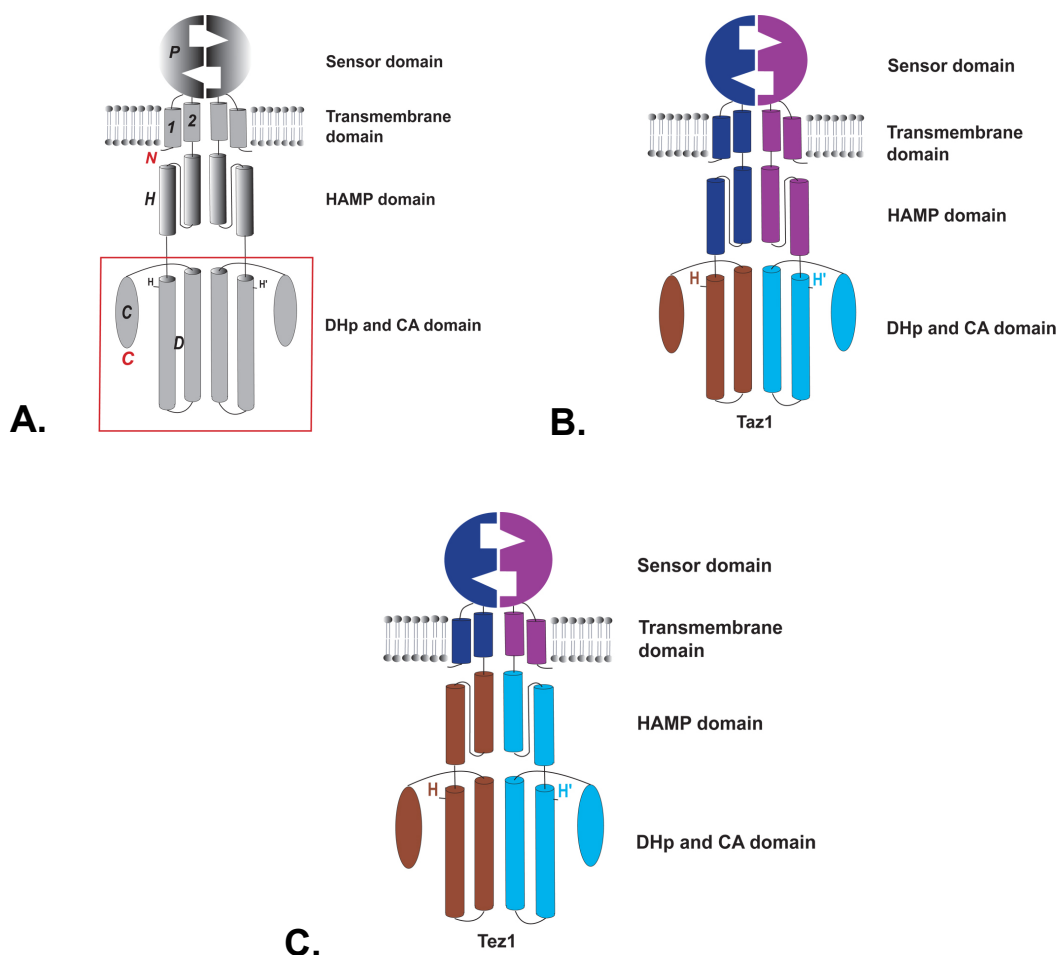 P
Sensor domain
1
2
Transmembrane
domain
N
H
HAMP domain
H
H'
C
D
DHp and CA domain
C
A.
Sensor domain
Transmembrane
domain
HAMP domain
H
H'
DHp and CA domain
B.
Taz1
Sensor domain
Transmembrane
domain
HAMP domain
H
H'
DHp and CA domain
C.
Tez1